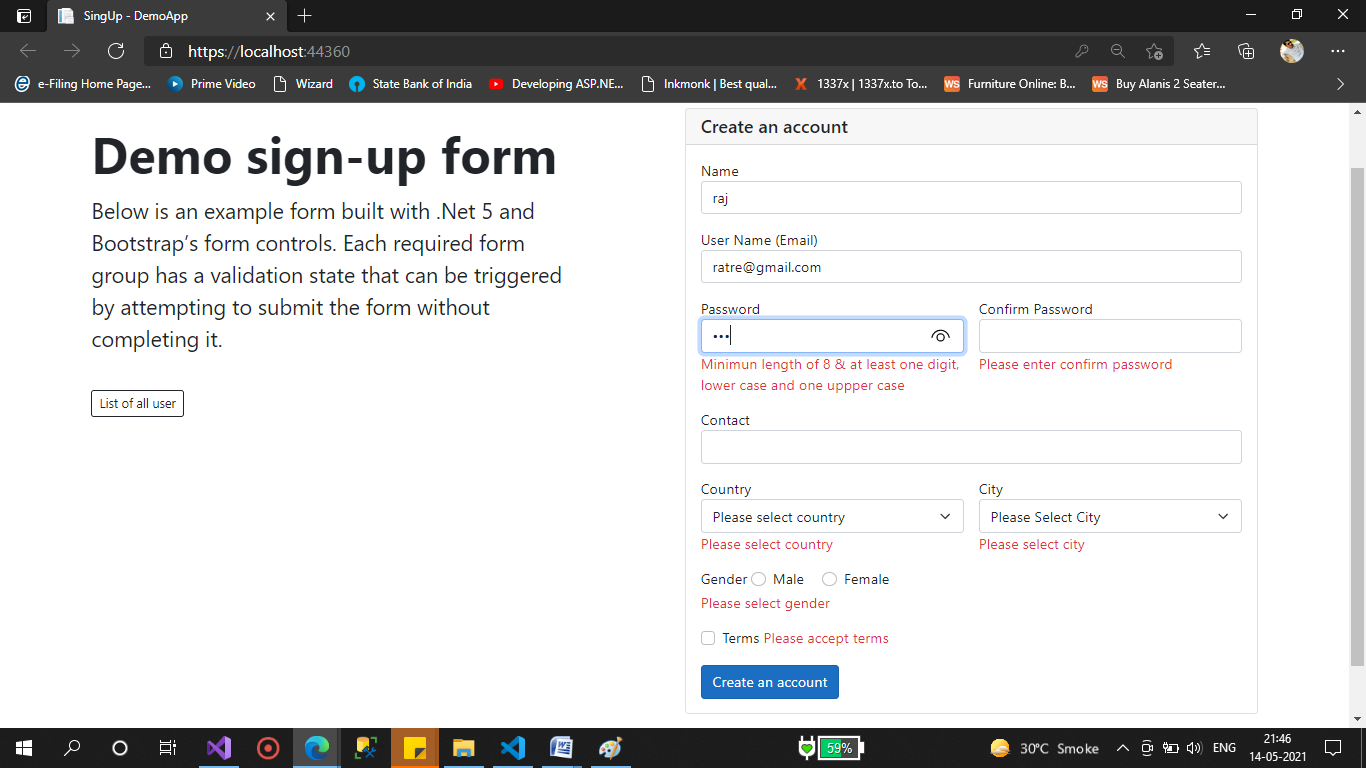 SingUp - DemoApp
https://localhost:44360
e-Filing Home Page...
Prime Video
Wizard
State Bank of India
Developing ASP.NE...
Inkmonk | Best qual...
1337x | 1337x.to To...
WS
Furniture Online: B...
WS
Buy Alanis 2 Seater...
Demo sign-up form
Below is an example form built with .Net 5 and
Bootstrap’s form controls. Each required form
group has a validation state that can be triggered
by attempting to submit the form without
completing it.
List of all user
Create an account
Name
raj
User Name (Email)
ratre@gmail.com
Password
Confirm Password
Minimun length of 8 & at least one digit,
lower case and one uppper case
Please enter confirm password
Contact
Country
City
Please select country
Please Select City
Please select country
Please select city
Gender Male Female
Please select gender
Terms Please accept terms
Create an account
59%
30°C Smoke
ENG
21:46
14-05-2021